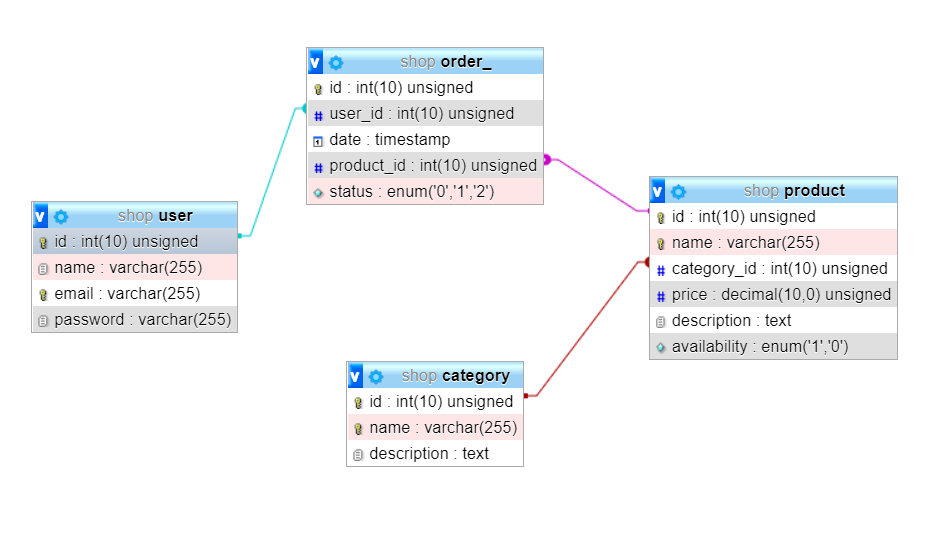 shop order_
id : int(10) unsigned
user_id : int(10) unsigned
date : timestamp
product_id : int(10) unsigned
status : enum('0','1','2')
shop user
id : int(10) unsigned
name : varchar(255)
email : varchar(255)
password : varchar(255)
shop product
id : int(10) unsigned
name : varchar(255)
category_id : int(10) unsigned
price : decimal(10,0) unsigned
description : text
availability : enum('1','0')
shop category
id : int(10) unsigned
name : varchar(255)
description : text